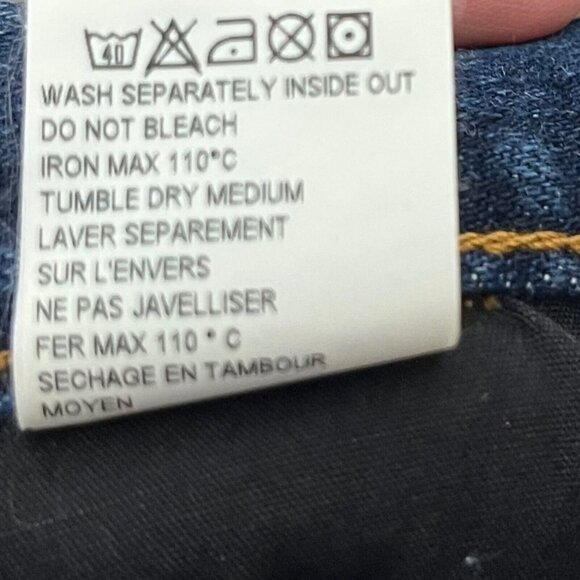 40
WASH SEPARATELY INSIDE OUT
DO NOT BLEACH
IRON MAX 110°C
TUMBLE DRY MEDIUM
LAVER SEPAREMENT
SUR L'ENVERS
NE PAS JAVELLISER
FER MAX 110 ° C
SECHAGE EN TAMBOUR
MOYEN